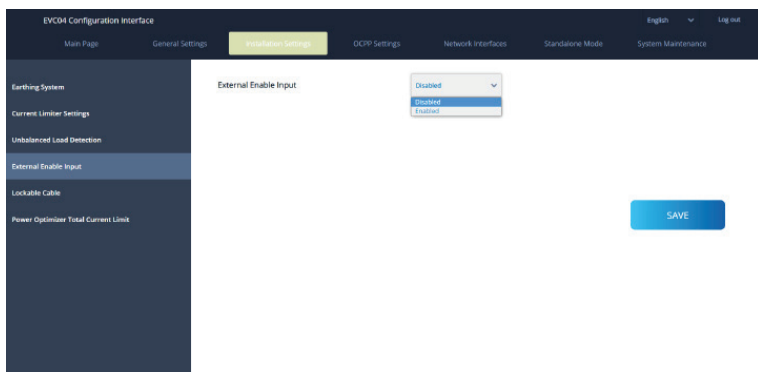 EVC04 Configuration Interface
English
Log out
Main Page
General Settings
Installation Settings
OCPP Settings
Network Interfaces
Standalone Mode
System Maintenance
Earthing System
Current Limiter Settings
Unbalanced Load Detection
External Enable Input
Lockable Cable
Power Optimizer Total Current Limit
External Enable Input
Disabled
Disabled
Enabled
SAVE